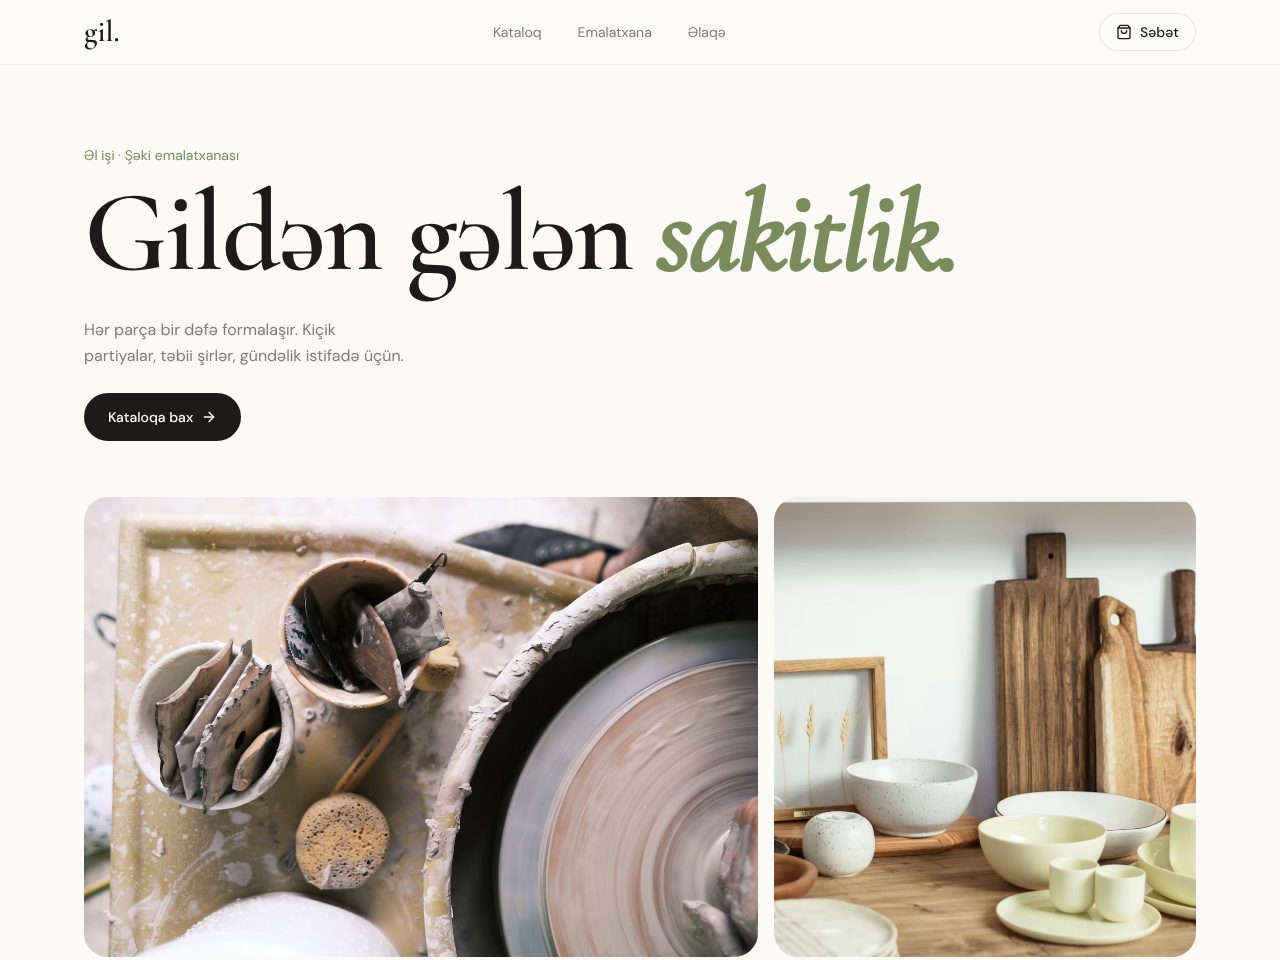 gil.
Kataloq
Emalatxana
Əlaqə
Səbət
Əl işi · Şəki emalatxanası
Gildən gələn sakitlik.
Hər parça bir dəfə formalaşır. Kiçik
partiyalar, təbii şirlər, gündəlik istifadə üçün.
Kataloqa bax →